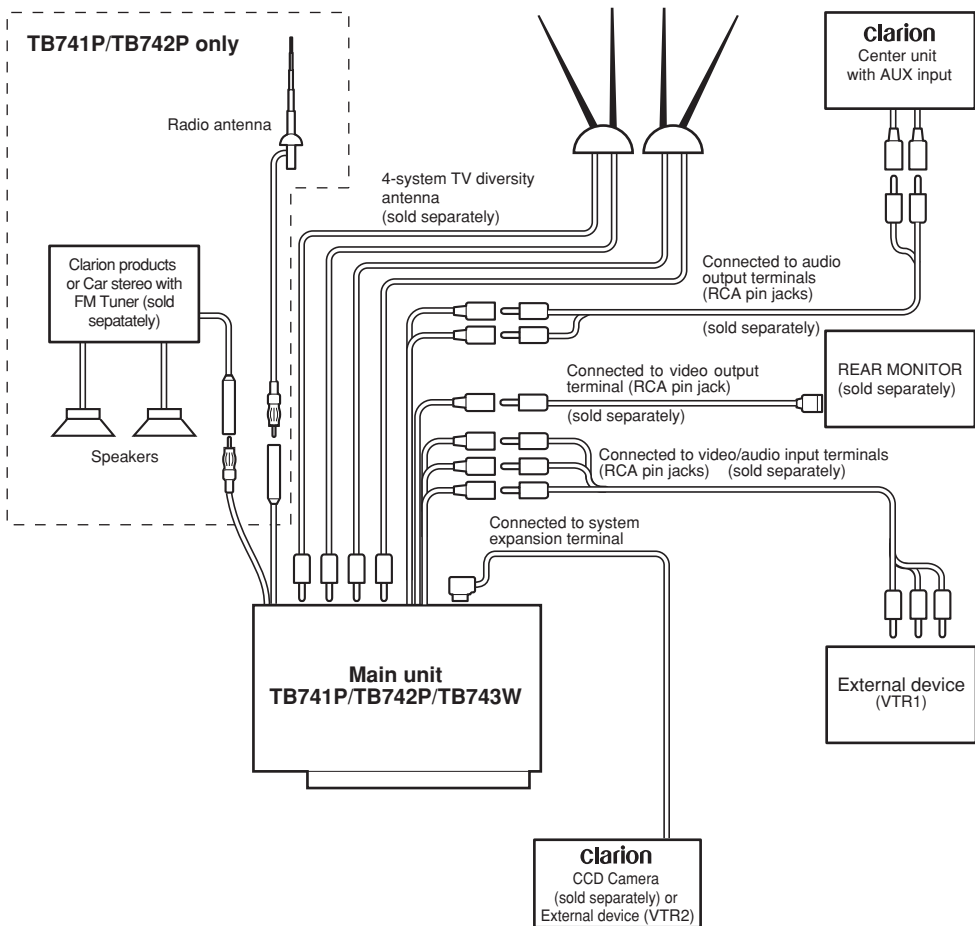 TB741P/TB742P only
Radio antenna
Clarion products
or Car stereo with
FM Tuner (sold
sepatately)
Speakers
4-system TV diversity
antenna
(sold separately)
clarion
Center unit
with AUX input
Connected to audio
output terminals
(RCA pin jacks)
(sold separately)
Connected to video output
terminal (RCA pin jack)
(sold separately)
REAR MONITOR
(sold separately)
Connected to video/audio input terminals
(RCA pin jacks) (sold separately)
Connected to system
expansion terminal
Main unit
TB741P/TB742P/TB743W
External device
(VTR1)
clarion
CCD Camera
(sold separately) or
External device (VTR2)